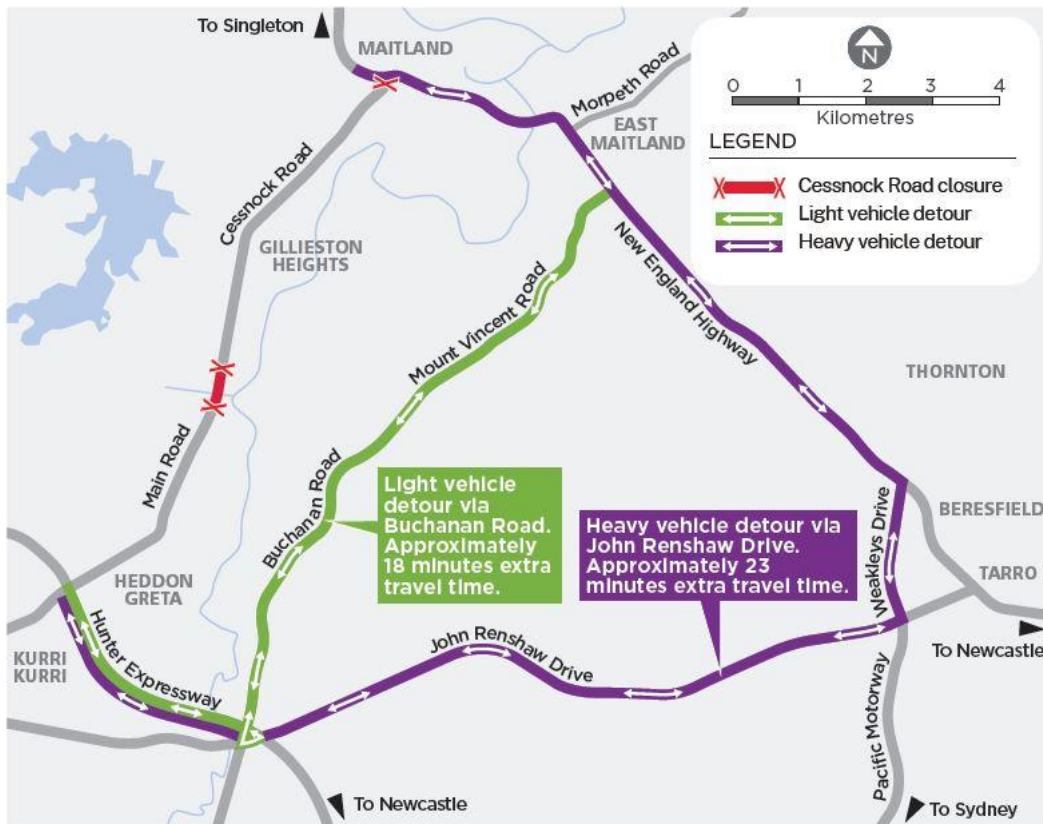 To Singleton
MAITLAND
N
0 1 2 3 4
Kilometres
LEGEND
Cessnock Road closure
Light vehicle detour
Heavy vehicle detour
Morpeth Road
EAST
MAITLAND
Cessnock Road
GILLIESTON
HEIGHTS
Mount Vincent Road
New England Highway
THORNTON
Main Road
Buchanan Road
Light vehicle
detour via
Buchanan Road.
Approximately
18 minutes extra
travel time.
Heavy vehicle detour via
John Renshaw Drive.
Approximately 23
minutes extra travel time.
Weakleys Drive
BERESFIELD
TARRO
HEDDON
GRETA
Hunter Expressway
KURRI
KURRI
John Renshaw Drive
To Newcastle
Pacific Motorway
To Newcastle
To Sydney